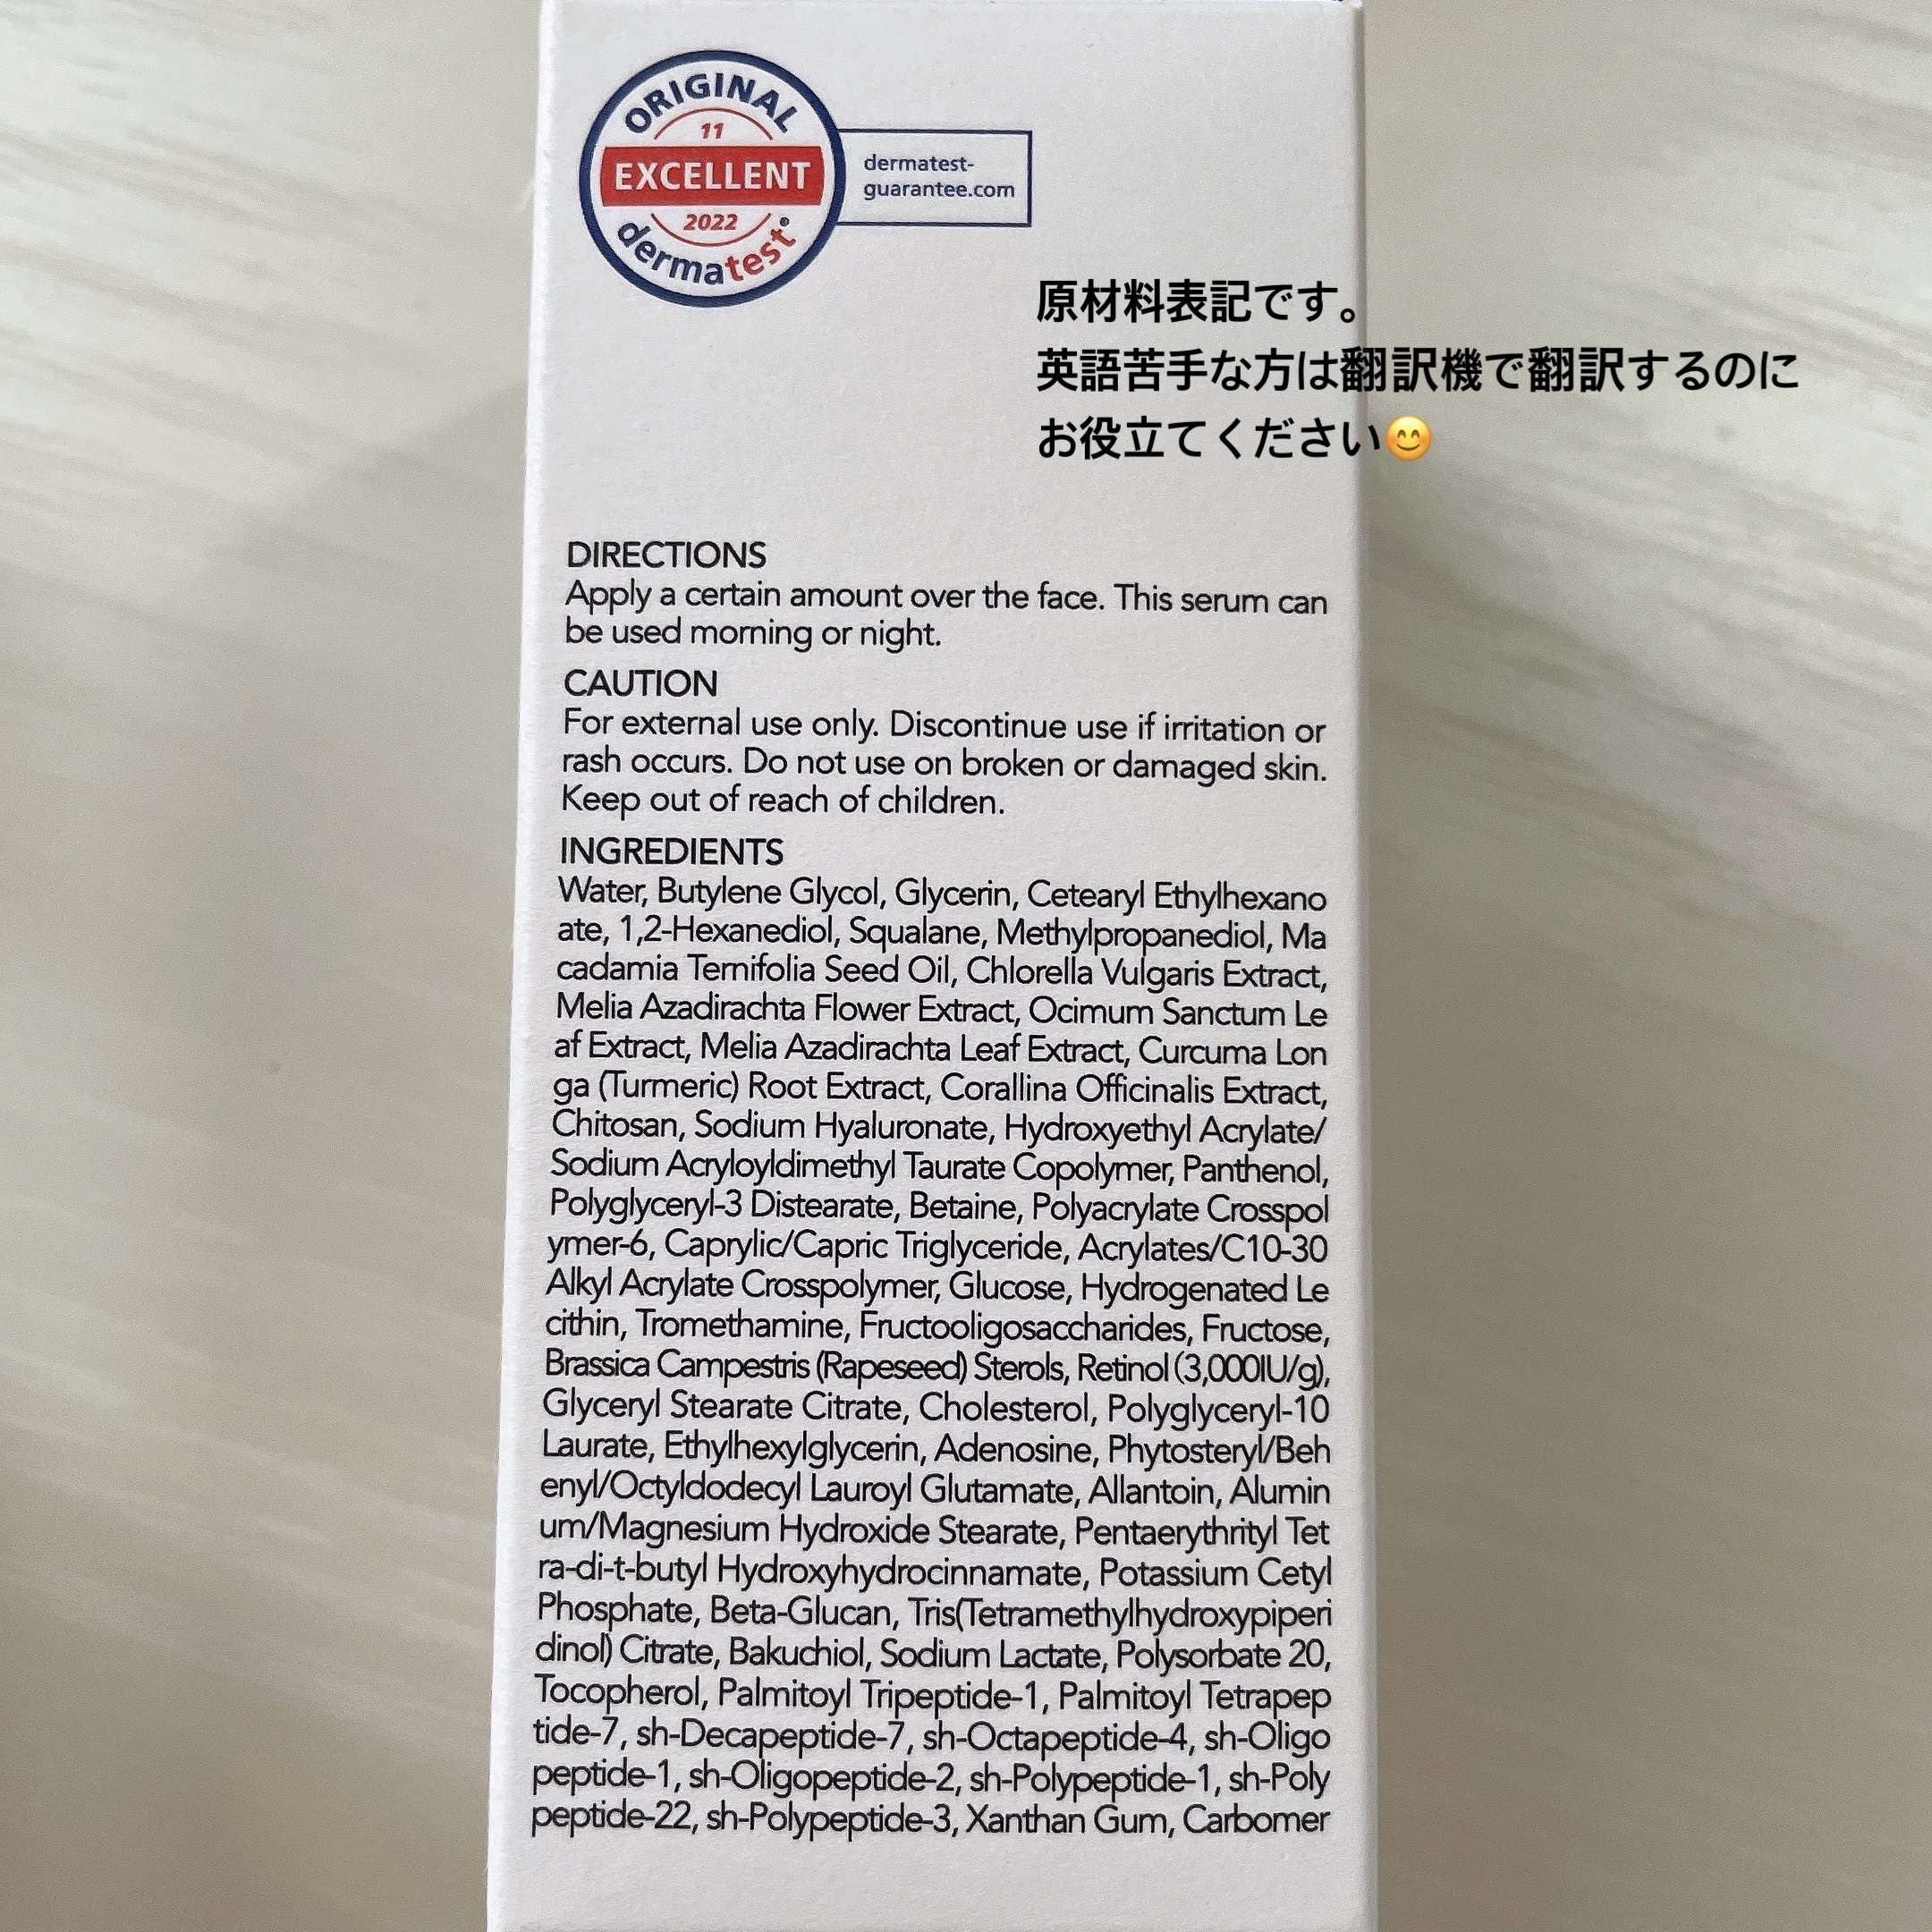 ORIGINAL
11
EXCELLENT
2022
dermatest®
dermatest-
guarantee.com
原材料表記です。
英語苦手な方は翻訳機で翻訳するのに
お役立てください😊
DIRECTIONS
Apply a certain amount over the face. This serum can
be used morning or night.
CAUTION
For external use only. Discontinue use if irritation or
rash occurs. Do not use on broken or damaged skin.
Keep out of reach of children.
INGREDIENTS
Water, Butylene Glycol, Glycerin, Cetearyl Ethylhexano
ate, 1,2-Hexanediol, Squalane, Methylpropanediol, Ma
cadamia Ternifolia Seed Oil, Chlorella Vulgaris Extract,
Melia Azadirachta Flower Extract, Ocimum Sanctum Le
af Extract, Melia Azadirachta Leaf Extract, Curcuma Lon
ga (Turmeric) Root Extract, Corallina Officinalis Extract,
Chitosan, Sodium Hyaluronate, Hydroxyethyl Acrylate/
Sodium Acryloyldimethyl Taurate Copolymer, Panthenol,
Polyglyceryl-3 Distearate, Betaine, Polyacrylate Crosspol
ymer-6, Caprylic/Capric Triglyceride, Acrylates/C10-30
Alkyl Acrylate Crosspolymer, Glucose, Hydrogenated Le
cithin, Tromethamine, Fructooligosaccharides, Fructose,
Brassica Campestris (Rapeseed) Sterols, Retinol (3,000IU/g),
Glyceryl Stearate Citrate, Cholesterol, Polyglyceryl-10
Laurate, Ethylhexylglycerin, Adenosine, Phytosteryl/Beh
enyl/Octyldodecyl Lauroyl Glutamate, Allantoin, Alumin
um/Magnesium Hydroxide Stearate, Pentaerythrityl Tet
ra-di-t-butyl Hydroxyhydrocinnamate, Potassium Cetyl
Phosphate, Beta-Glucan, Tris(Tetramethylhydroxypiperi
dinol) Citrate, Bakuchiol, Sodium Lactate, Polysorbate 20,
Tocopherol, Palmitoyl Tripeptide-1, Palmitoyl Tetrapep
tide-7, sh-Decapeptide-7, sh-Octapeptide-4, sh-Oligo
peptide-1, sh-Oligopeptide-2, sh-Polypeptide-1, sh-Poly
peptide-22, sh-Polypeptide-3, Xanthan Gum, Carbomer